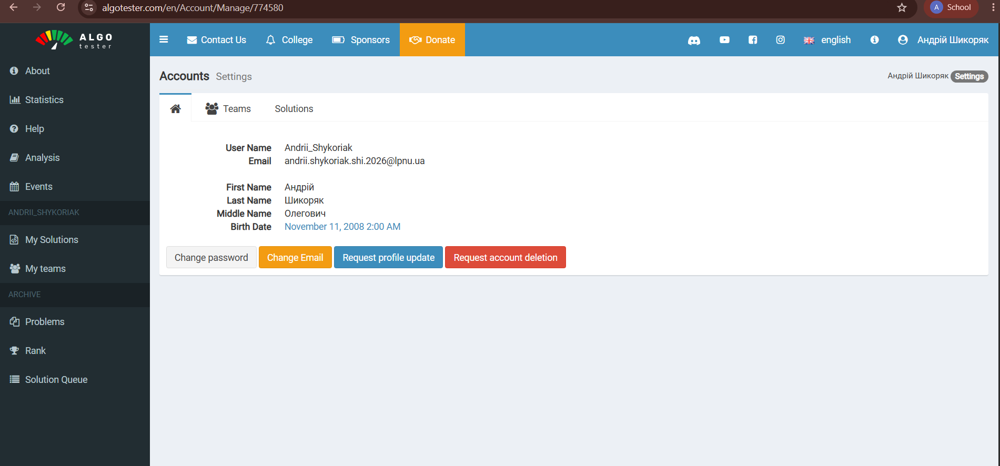 algotester.com/en/Account/Manage/774580
A School
ALGO
tester
Contact Us College Sponsors Donate english Андрій Шикоряк
About
Statistics
Help
Analysis
Events
ANDRII_SHYKORIAK
My Solutions
My teams
ARCHIVE
Problems
Rank
Solution Queue
Accounts Settings
Андрій Шикоряк Settings
Teams Solutions
User Name Andrii_Shykoriak
Email andrii.shykoriak.shi.2026@lpnu.ua
First Name Андрій
Last Name Шикоряк
Middle Name Олегович
Birth Date November 11, 2008 2:00 AM
Change password Change Email Request profile update Request account deletion